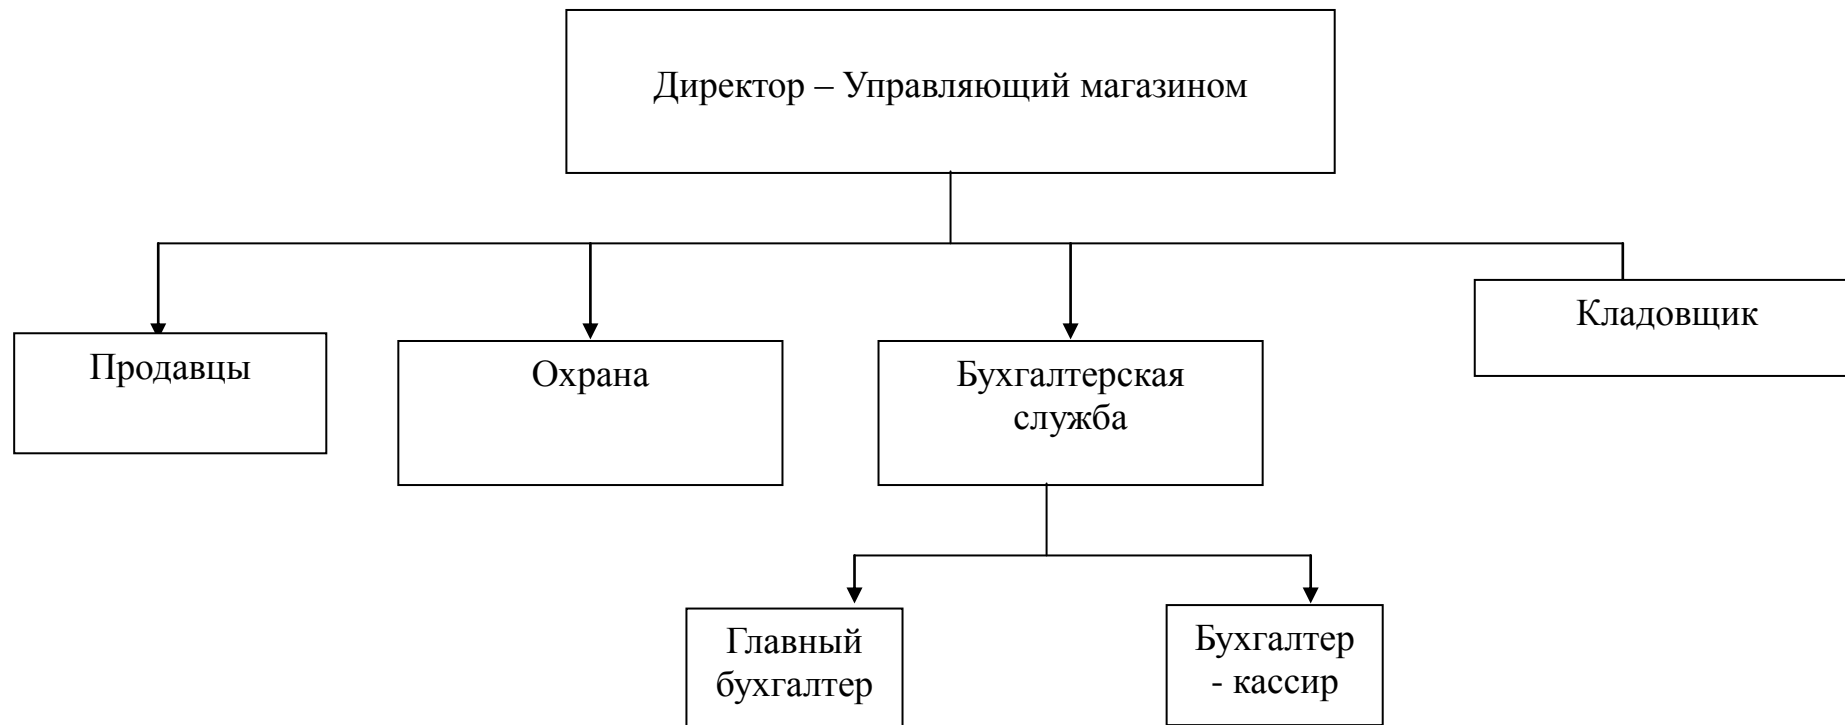 Директор – Управляющий магазином
Кладовщик
Продавцы
Охрана
Бухгалтерская
служба
Главный
бухгалтер
Бухгалтер
- кассир